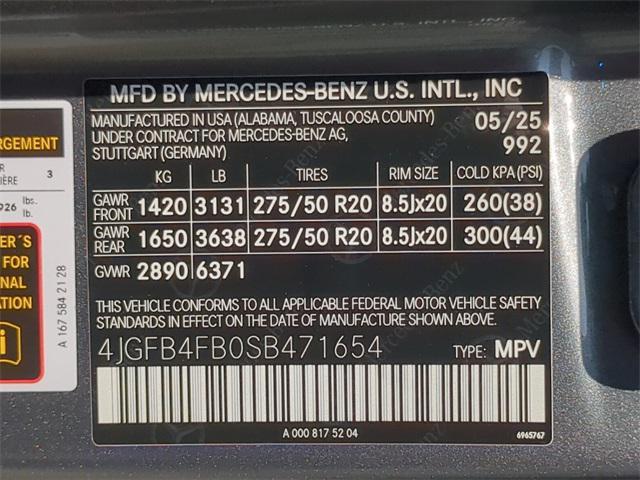 MFD BY MERCEDES-BENZ U.S. INTL., INC
MANUFACTURED IN USA (ALABAMA, TUSCALOOSA COUNTY) 05/25
UNDER CONTRACT FOR MERCEDES-BENZ AG, 992
STUTTGART (GERMANY)
KG LB TIRES RIM SIZE COLD KPA (PSI)
GAWR FRONT 1420 3131 275/50 R20 8.5Jx20 260(38)
GAWR REAR 1650 3638 275/50 R20 8.5Jx20 300(44)
GVWR 2890 6371
THIS VEHICLE CONFORMS TO ALL APPLICABLE FEDERAL MOTOR VEHICLE SAFETY
STANDARDS IN EFFECT ON THE DATE OF MANUFACTURE SHOWN ABOVE.
4JGFB4FB0SB471654 TYPE: MPV
A 000 817 52 04 6965767
3
lbs.
lb.
FOR
A 167 584 21 28